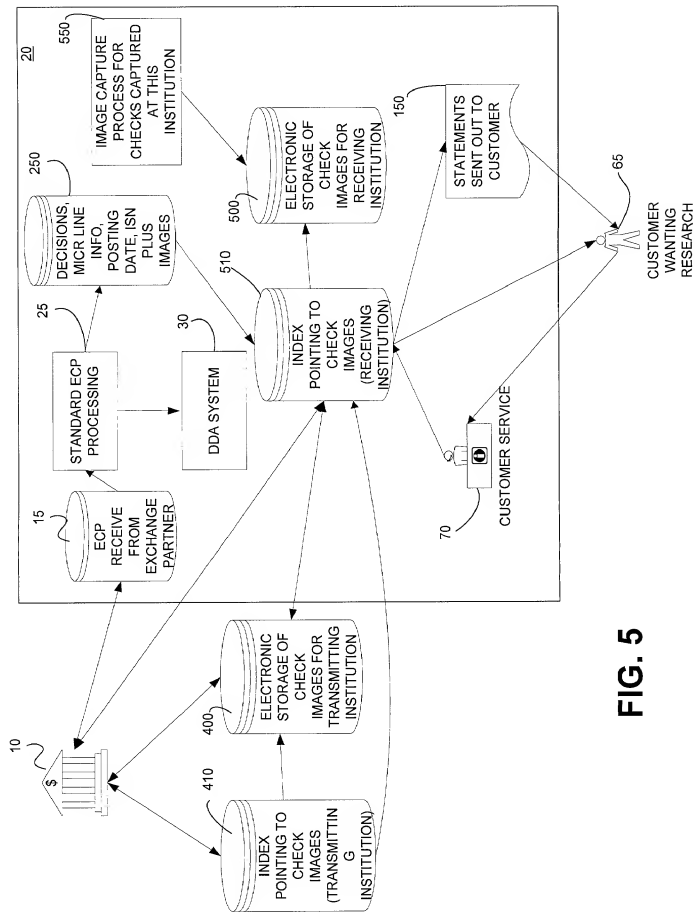 20
550
IMAGE CAPTURE
PROCESS FOR
CHECKS CAPTURED
AT THIS
INSTITUTION
250
DECISIONS,
MICR LINE
INFO,
POSTING
DATE, ISN
PLUS
IMAGES
25
STANDARD ECP
PROCESSING
30
DDA SYSTEM
15
ECP
RECEIVE
FROM
EXCHANGE
PARTNER
500
ELECTRONIC
STORAGE OF
CHECK
IMAGES FOR
RECEIVING
INSTITUTION
510
INDEX
POINTING TO
CHECK
IMAGES
(RECEIVING
INSTITUTION)
150
STATEMENTS
SENT OUT TO
CUSTOMER
65
CUSTOMER
WANTING
RESEARCH
70
CUSTOMER SERVICE
10
$
400
ELECTRONIC
STORAGE OF
CHECK
IMAGES FOR
TRANSMITTING
INSTITUTION
410
INDEX
POINTING TO
CHECK
IMAGES
(TRANSMITTIN
G
INSTITUTION)
FIG. 5